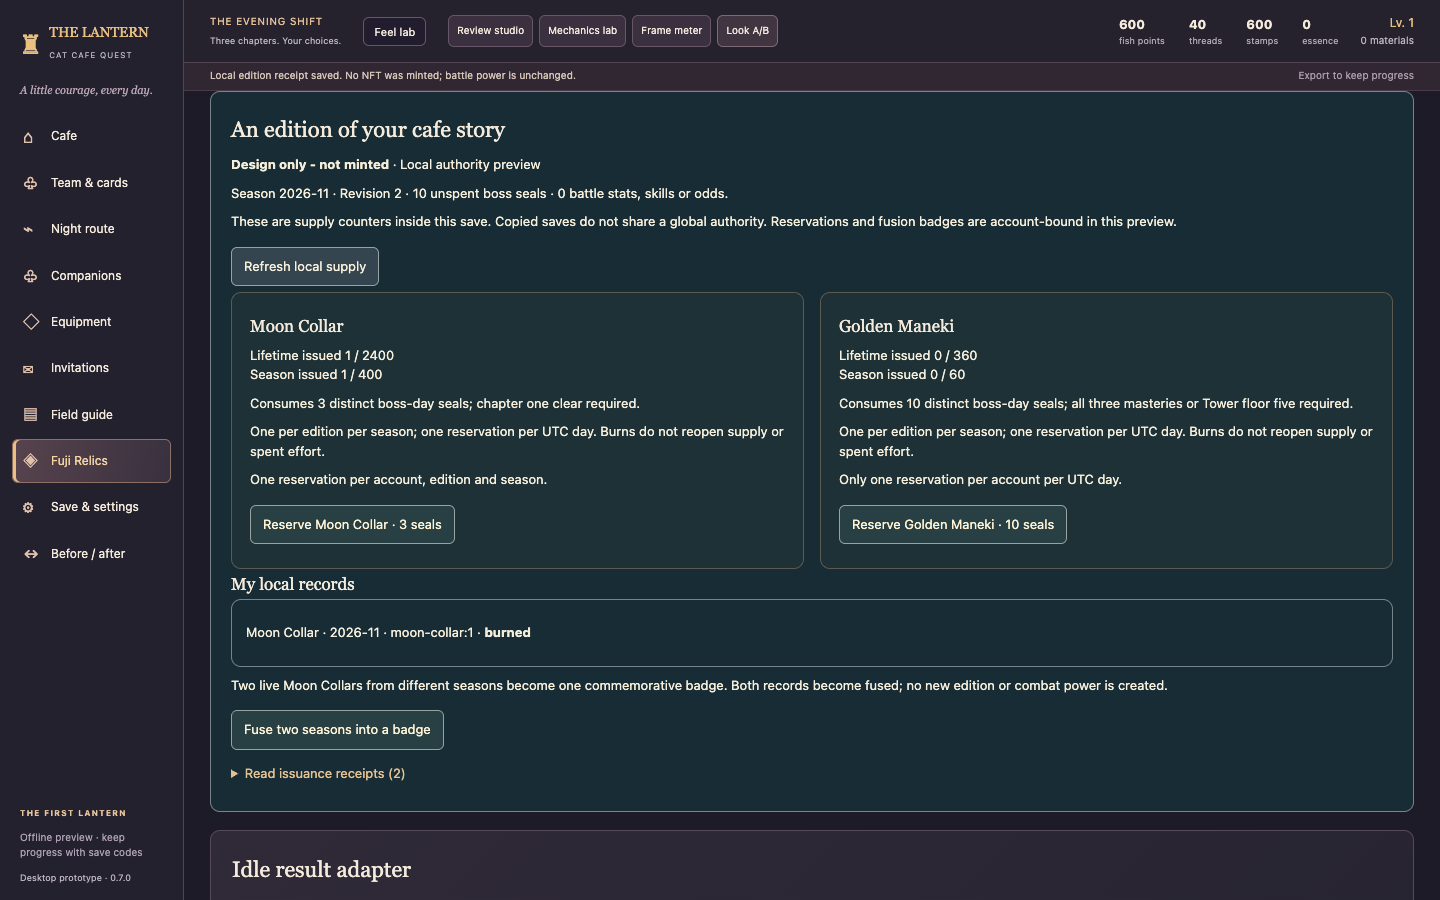 THE LANTERN
CAT CAFE QUEST
A little courage, every day.
Cafe
Team & cards
Night route
Companions
Equipment
Invitations
Field guide
Fuji Relics
Save & settings
Before / after
THE FIRST LANTERN
Offline preview · keep
progress with save codes
Desktop prototype · 0.7.0
THE EVENING SHIFT
Three chapters. Your choices.
Feel lab
Review studio
Mechanics lab
Frame meter
Look A/B
600
fish points
40
threads
600
stamps
0
essence
Lv. 1
0 materials
Local edition receipt saved. No NFT was minted; battle power is unchanged.
Export to keep progress
An edition of your cafe story
Design only - not minted · Local authority preview
Season 2026-11 · Revision 2 · 10 unspent boss seals · 0 battle stats, skills or odds.
These are supply counters inside this save. Copied saves do not share a global authority. Reservations and fusion badges are account-bound in this preview.
Refresh local supply
Moon Collar
Lifetime issued 1 / 2400
Season issued 1 / 400
Consumes 3 distinct boss-day seals; chapter one clear required.
One per edition per season; one reservation per UTC day. Burns do not reopen supply or
spent effort.
One reservation per account, edition and season.
Reserve Moon Collar · 3 seals
Golden Maneki
Lifetime issued 0 / 360
Season issued 0 / 60
Consumes 10 distinct boss-day seals; all three masteries or Tower floor five required.
One per edition per season; one reservation per UTC day. Burns do not reopen supply or
spent effort.
Only one reservation per account per UTC day.
Reserve Golden Maneki · 10 seals
My local records
Moon Collar · 2026-11 · moon-collar:1 · burned
Two live Moon Collars from different seasons become one commemorative badge. Both records become fused; no new edition or combat power is created.
Fuse two seasons into a badge
Read issuance receipts (2)
Idle result adapter